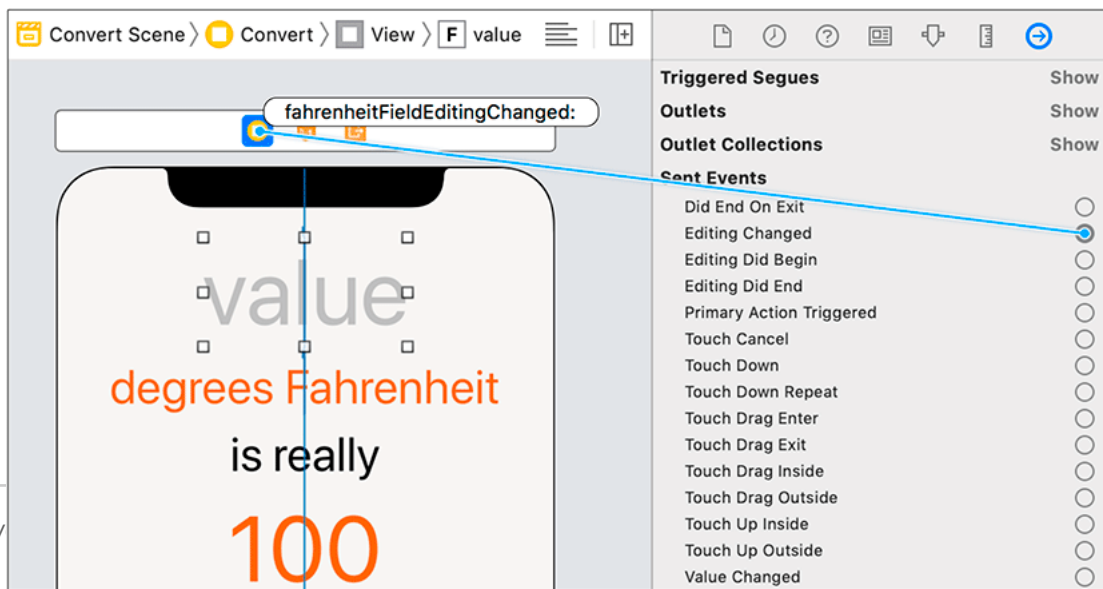 Convert Scene 〉 Convert 〉 View 〉 F value
fahrenheitFieldEditingChanged:
value
degrees Fahrenheit
is really
100
Triggered Segues Show
Outlets Show
Outlet Collections Show
Sent Events
Did End On Exit
Editing Changed
Editing Did Begin
Editing Did End
Primary Action Triggered
Touch Cancel
Touch Down
Touch Down Repeat
Touch Drag Enter
Touch Drag Exit
Touch Drag Inside
Touch Drag Outside
Touch Up Inside
Touch Up Outside
Value Changed